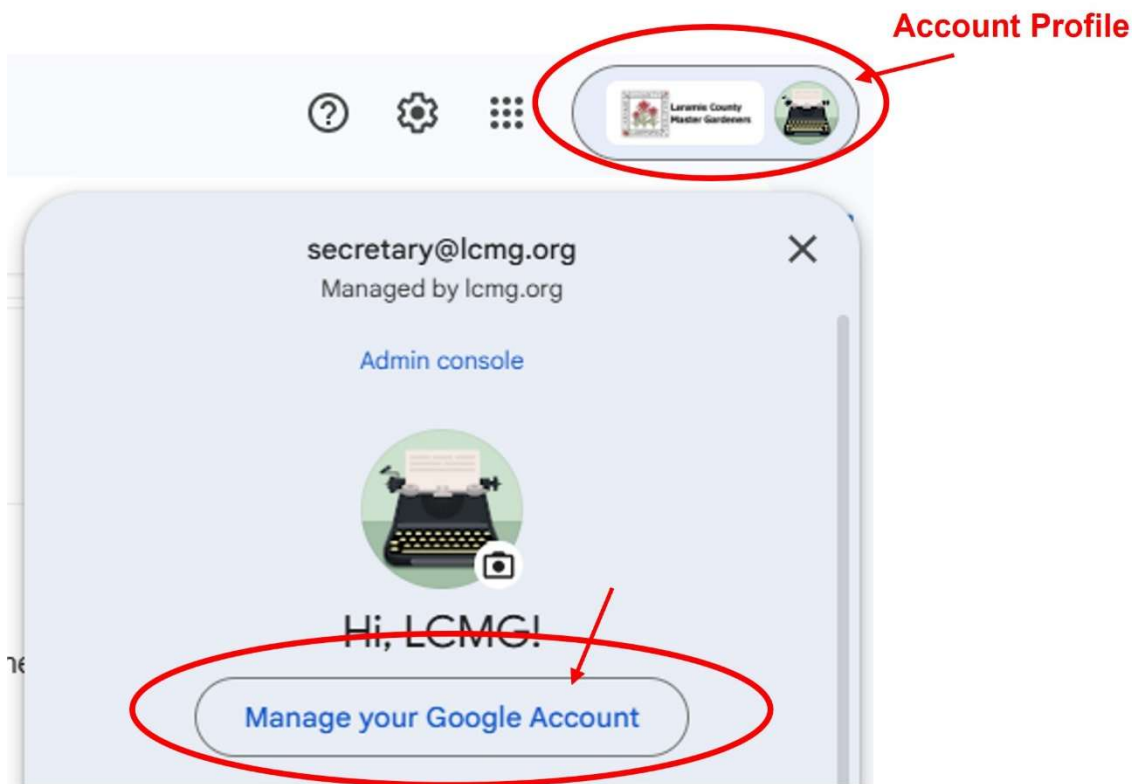 Account Profile
Laramie County
Master Gardeners
secretary@lcmg.org
Managed by lcmg.org
Admin console
Hi, LCMG!
Manage your Google Account